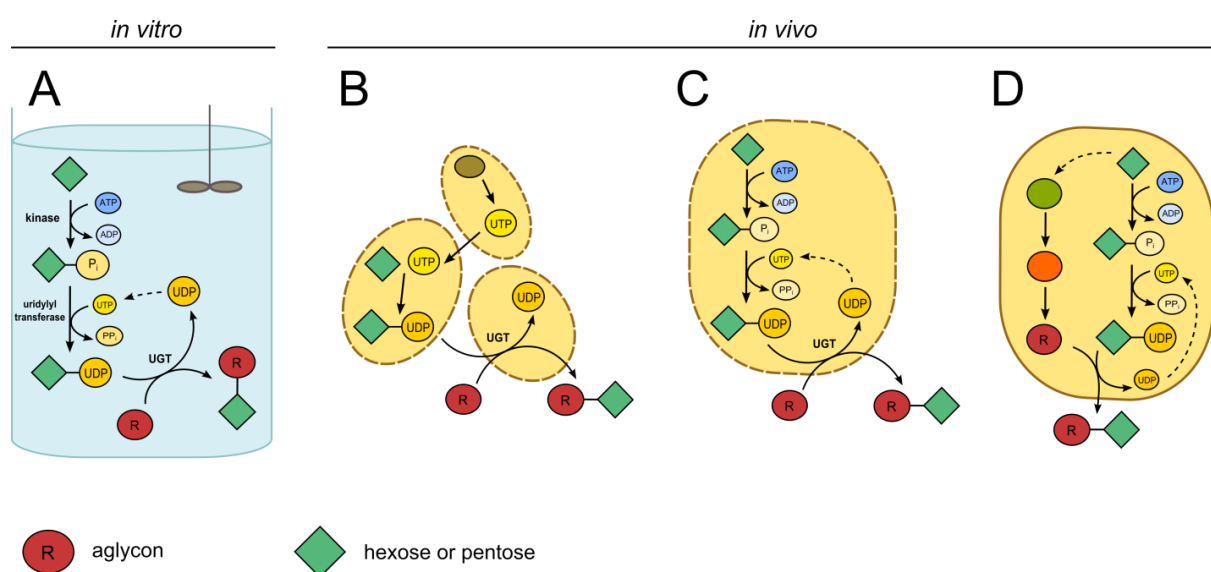 in vitro
in vivo
A
B
C
D
kinase
ATP
ADP
Pi
uridylyl
transferase
UTP
PPi
UDP
UDP
UGT
R
R
UTP
UTP
UDP
UDP
UGT
R
R
ATP
ADP
Pi
UTP
PPi
UDP
UDP
UGT
R
R
ATP
ADP
Pi
UTP
PPi
R
UDP
UDP
R
R aglycon
hexose or pentose